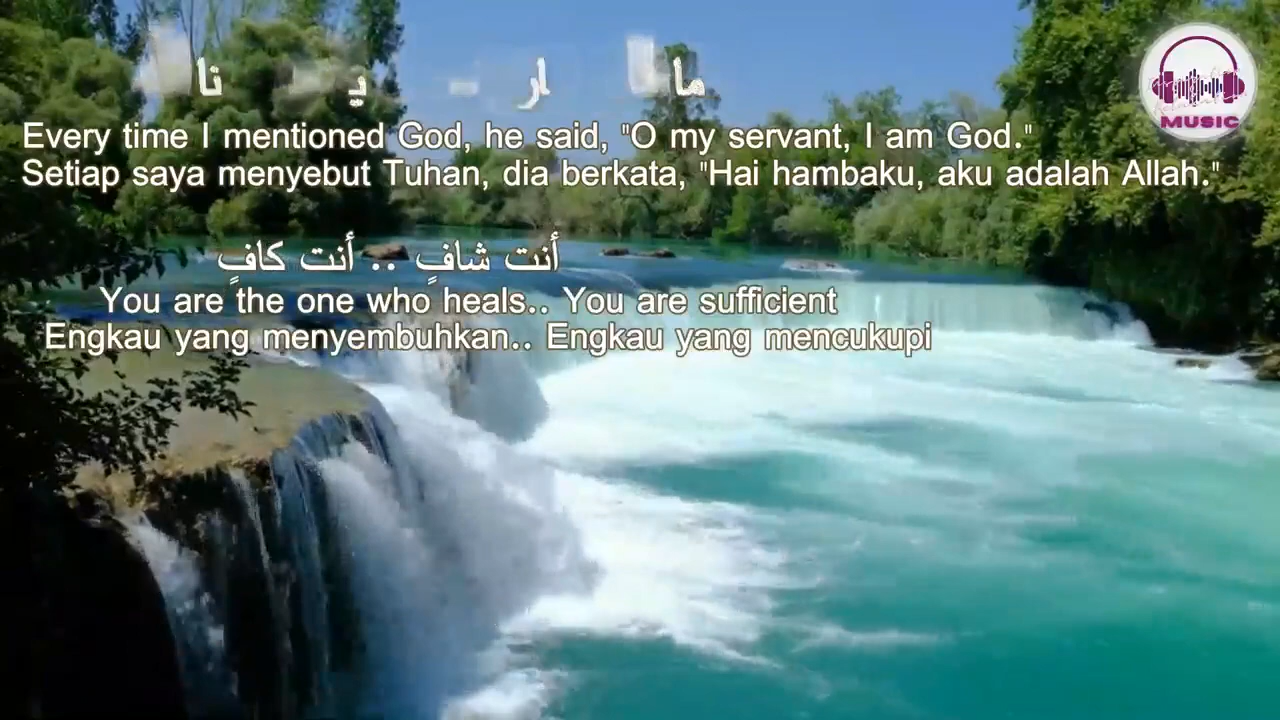 Every time I mentioned God, he said, "O my servant, I am God."
Setiap saya menyebut Tuhan, dia berkata, "Hai hambaku, aku adalah Allah."
أنت شافٍ .. أنت كافٍ
You are the one who heals.. You are sufficient
Engkau yang menyembuhkan.. Engkau yang mencukupi
MUSIC